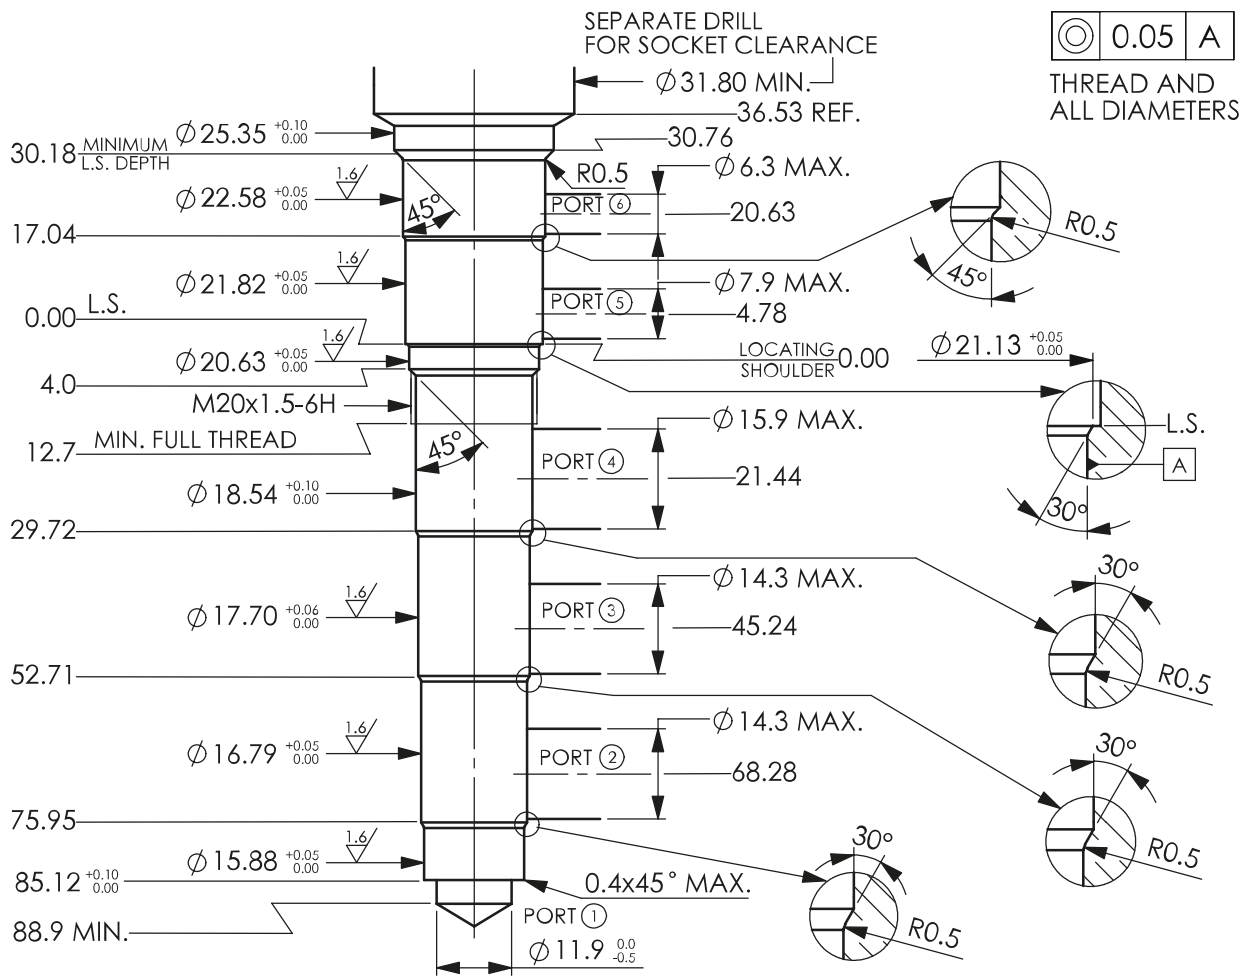 SEPARATE DRILL
FOR SOCKET CLEARANCE
⌀31.80 MIN.
◎ 0.05 A
THREAD AND
ALL DIAMETERS
36.53 REF.
⌀25.35 +0.10 0.00
30.76
30.18 MINIMUM L.S. DEPTH
⌀6.3 MAX.
R0.5
1.6
⌀22.58 +0.05 0.00
45°
PORT 6
20.63
R0.5
45°
17.04
1.6
⌀21.82 +0.05 0.00
⌀7.9 MAX.
PORT 5
4.78
0.00 L.S.
1.6
⌀20.63 +0.05 0.00
LOCATING SHOULDER 0.00
⌀21.13 +0.05 0.00
4.0
M20x1.5-6H
⌀15.9 MAX.
L.S.
12.7 MIN. FULL THREAD
45°
PORT 4
21.44
A
30°
⌀18.54 +0.10 0.00
29.72
⌀14.3 MAX.
30°
1.6
⌀17.70 +0.06 0.00
PORT 3
45.24
R0.5
52.71
⌀14.3 MAX.
30°
1.6
⌀16.79 +0.05 0.00
PORT 2
68.28
R0.5
75.95
30°
1.6
⌀15.88 +0.05 0.00
0.4x45° MAX.
85.12 +0.10 0.00
PORT 1
R0.5
88.9 MIN.
⌀11.9 0.0 -0.5